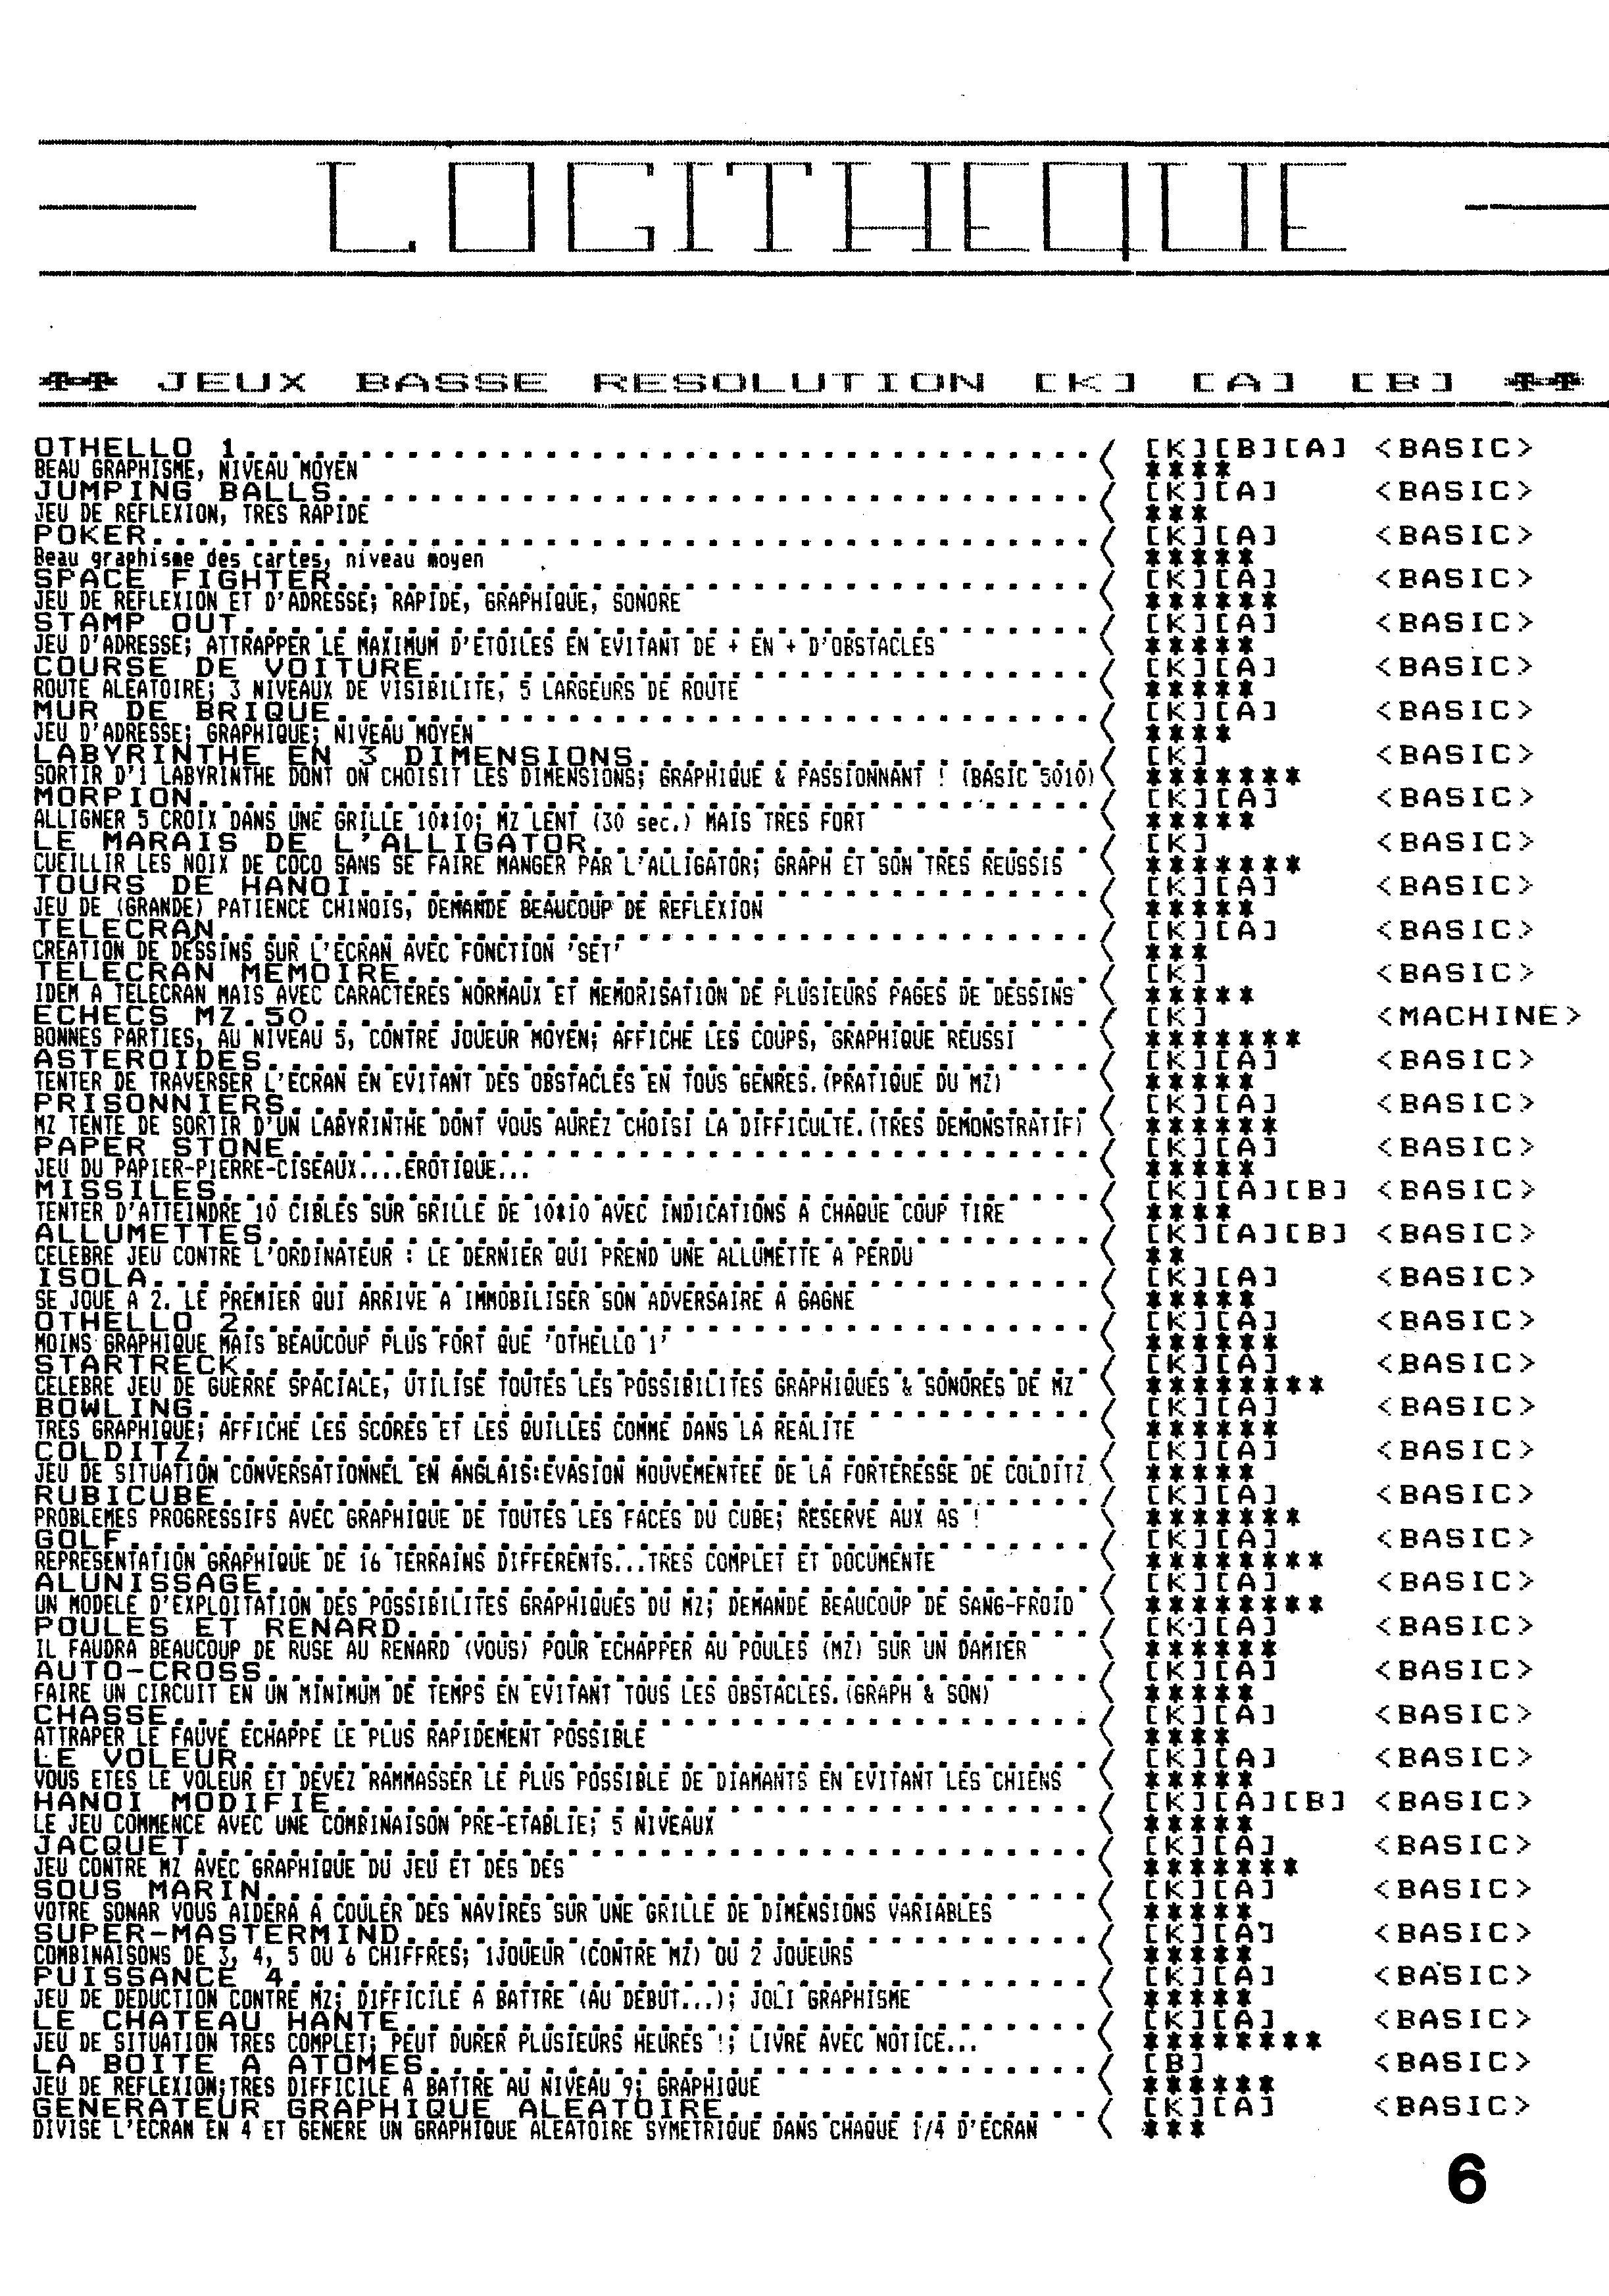 LOGITHEQUE
JEUX BASSE RESOLUTION [K] [A] [B]
OTHELLO 1.....................................⟨ [K][B][A] <BASIC>
BEAU GRAPHISME, NIVEAU MOYEN ****
JUMPING BALLS.................................⟨ [K][A] <BASIC>
JEU DE REFLEXION, TRES RAPIDE ***
POKER.........................................⟨ [K][A] <BASIC>
Beau graphisme des cartes, niveau moyen *****
SPACE FIGHTER.................................⟨ [K][A] <BASIC>
JEU DE REFLEXION ET D'ADRESSE; RAPIDE, GRAPHIQUE, SONORE ******
STAMP OUT.....................................⟨ [K][A] <BASIC>
JEU D'ADRESSE; ATTRAPPER LE MAXIMUM D'ETOILES EN EVITANT DE + EN + D'OBSTACLES *****
COURSE DE VOITURE.............................⟨ [K][A] <BASIC>
ROUTE ALEATOIRE; 3 NIVEAUX DE VISIBILITE, 5 LARGEURS DE ROUTE *****
MUR DE BRIQUE.................................⟨ [K][A] <BASIC>
JEU D'ADRESSE; GRAPHIQUE; NIVEAU MOYEN ****
LABYRINTHE EN 3 DIMENSIONS....................⟨ [K] <BASIC>
SORTIR D'1 LABYRINTHE DONT ON CHOISIT LES DIMENSIONS; GRAPHIQUE & PASSIONNANT ! (BASIC 5010) *******
MORPION.......................................⟨ [K][A] <BASIC>
ALLIGNER 5 CROIX DANS UNE GRILLE 10*10; MZ LENT (30 sec.) MAIS TRES FORT *****
LE MARAIS DE L'ALLIGATOR......................⟨ [K] <BASIC>
CUEILLIR LES NOIX DE COCO SANS SE FAIRE MANGER PAR L'ALLIGATOR; GRAPH ET SON TRES REUSSIS *******
TOURS DE HANOI................................⟨ [K][A] <BASIC>
JEU DE (GRANDE) PATIENCE CHINOIS, DEMANDE BEAUCOUP DE REFLEXION *****
TELECRAN......................................⟨ [K][A] <BASIC>
CREATION DE DESSINS SUR L'ECRAN AVEC FONCTION 'SET' ***
TELECRAN MEMOIRE..............................⟨ [K] <BASIC>
IDEM A TELECRAN MAIS AVEC CARACTERES NORMAUX ET MEMORISATION DE PLUSIEURS PAGES DE DESSINS *****
ECHECS MZ.50..................................⟨ [K] <MACHINE>
BONNES PARTIES, AU NIVEAU 5, CONTRE JOUEUR MOYEN; AFFICHE LES COUPS, GRAPHIQUE REUSSI *******
ASTEROIDES....................................⟨ [K][A] <BASIC>
TENTER DE TRAVERSER L'ECRAN EN EVITANT DES OBSTACLES EN TOUS GENRES.(PRATIQUE DU MZ) *****
PRISONNIERS...................................⟨ [K][A] <BASIC>
MZ TENTE DE SORTIR D'UN LABYRINTHE DONT VOUS AUREZ CHOISI LA DIFFICULTE.(TRES DEMONSTRATIF) ******
PAPER STONE...................................⟨ [K][A] <BASIC>
JEU DU PAPIER-PIERRE-CISEAUX....EROTIQUE... *****
MISSILES......................................⟨ [K][A][B] <BASIC>
TENTER D'ATTEINDRE 10 CIBLES SUR GRILLE DE 10*10 AVEC INDICATIONS A CHAQUE COUP TIRE ****
ALLUMETTES....................................⟨ [K][A][B] <BASIC>
CELEBRE JEU CONTRE L'ORDINATEUR : LE DERNIER QUI PREND UNE ALLUMETTE A PERDU **
ISOLA.........................................⟨ [K][A] <BASIC>
SE JOUE A 2. LE PREMIER QUI ARRIVE A IMMOBILISER SON ADVERSAIRE A GAGNE *****
OTHELLO 2.....................................⟨ [K][A] <BASIC>
MOINS GRAPHIQUE MAIS BEAUCOUP PLUS FORT QUE 'OTHELLO 1' ******
STARTRECK.....................................⟨ [K][A] <BASIC>
CELEBRE JEU DE GUERRE SPACIALE, UTILISE TOUTES LES POSSIBILITES GRAPHIQUES & SONORES DE MZ ********
BOWLING.......................................⟨ [K][A] <BASIC>
TRES GRAPHIQUE; AFFICHE LES SCORES ET LES QUILLES COMME DANS LA REALITE ******
COLDITZ.......................................⟨ [K][A] <BASIC>
JEU DE SITUATION CONVERSATIONNEL EN ANGLAIS:EVASION MOUVEMENTEE DE LA FORTERESSE DE COLDITZ *****
RUBICUBE......................................⟨ [K][A] <BASIC>
PROBLEMES PROGRESSIFS AVEC GRAPHIQUE DE TOUTES LES FACES DU CUBE; RESERVE AUX AS ! *******
GOLF..........................................⟨ [K][A] <BASIC>
REPRESENTATION GRAPHIQUE DE 16 TERRAINS DIFFERENTS...TRES COMPLET ET DOCUMENTE ********
ALUNISSAGE....................................⟨ [K][A] <BASIC>
UN MODELE D'EXPLOITATION DES POSSIBILITES GRAPHIQUES DU MZ; DEMANDE BEAUCOUP DE SANG-FROID ********
POULES ET RENARD..............................⟨ [K][A] <BASIC>
IL FAUDRA BEAUCOUP DE RUSE AU RENARD (VOUS) POUR ECHAPPER AU POULES (MZ) SUR UN DAMIER ******
AUTO-CROSS....................................⟨ [K][A] <BASIC>
FAIRE UN CIRCUIT EN UN MINIMUM DE TEMPS EN EVITANT TOUS LES OBSTACLES.(GRAPH & SON) *****
CHASSE........................................⟨ [K][A] <BASIC>
ATTRAPER LE FAUVE ECHAPPE LE PLUS RAPIDEMENT POSSIBLE ****
LE VOLEUR.....................................⟨ [K][A] <BASIC>
VOUS ETES LE VOLEUR ET DEVEZ RAMMASSER LE PLUS POSSIBLE DE DIAMANTS EN EVITANT LES CHIENS *****
HANOI MODIFIE.................................⟨ [K][A][B] <BASIC>
LE JEU COMMENCE AVEC UNE COMBINAISON PRE-ETABLIE; 5 NIVEAUX *****
JACQUET.......................................⟨ [K][A] <BASIC>
JEU CONTRE MZ AVEC GRAPHIQUE DU JEU ET DES DES *******
SOUS MARIN....................................⟨ [K][A] <BASIC>
VOTRE SONAR VOUS AIDERA A COULER DES NAVIRES SUR UNE GRILLE DE DIMENSIONS VARIABLES *****
SUPER-MASTERMIND..............................⟨ [K][A] <BASIC>
COMBINAISONS DE 3, 4, 5 OU 6 CHIFFRES; 1JOUEUR (CONTRE MZ) OU 2 JOUEURS *****
PUISSANCE 4...................................⟨ [K][A] <BASIC>
JEU DE DEDUCTION CONTRE MZ; DIFFICILE A BATTRE (AU DEBUT...); JOLI GRAPHISME *****
LE CHATEAU HANTE..............................⟨ [K][A] <BASIC>
JEU DE SITUATION TRES COMPLET; PEUT DURER PLUSIEURS HEURES !; LIVRE AVEC NOTICE... ********
LA BOITE A ATOMES.............................⟨ [B] <BASIC>
JEU DE REFLEXION;TRES DIFFICILE A BATTRE AU NIVEAU 9; GRAPHIQUE ******
GENERATEUR GRAPHIQUE ALEATOIRE................⟨ [K][A] <BASIC>
DIVISE L'ECRAN EN 4 ET GENERE UN GRAPHIQUE ALEATOIRE SYMETRIQUE DANS CHAQUE 1/4 D'ECRAN ***
6